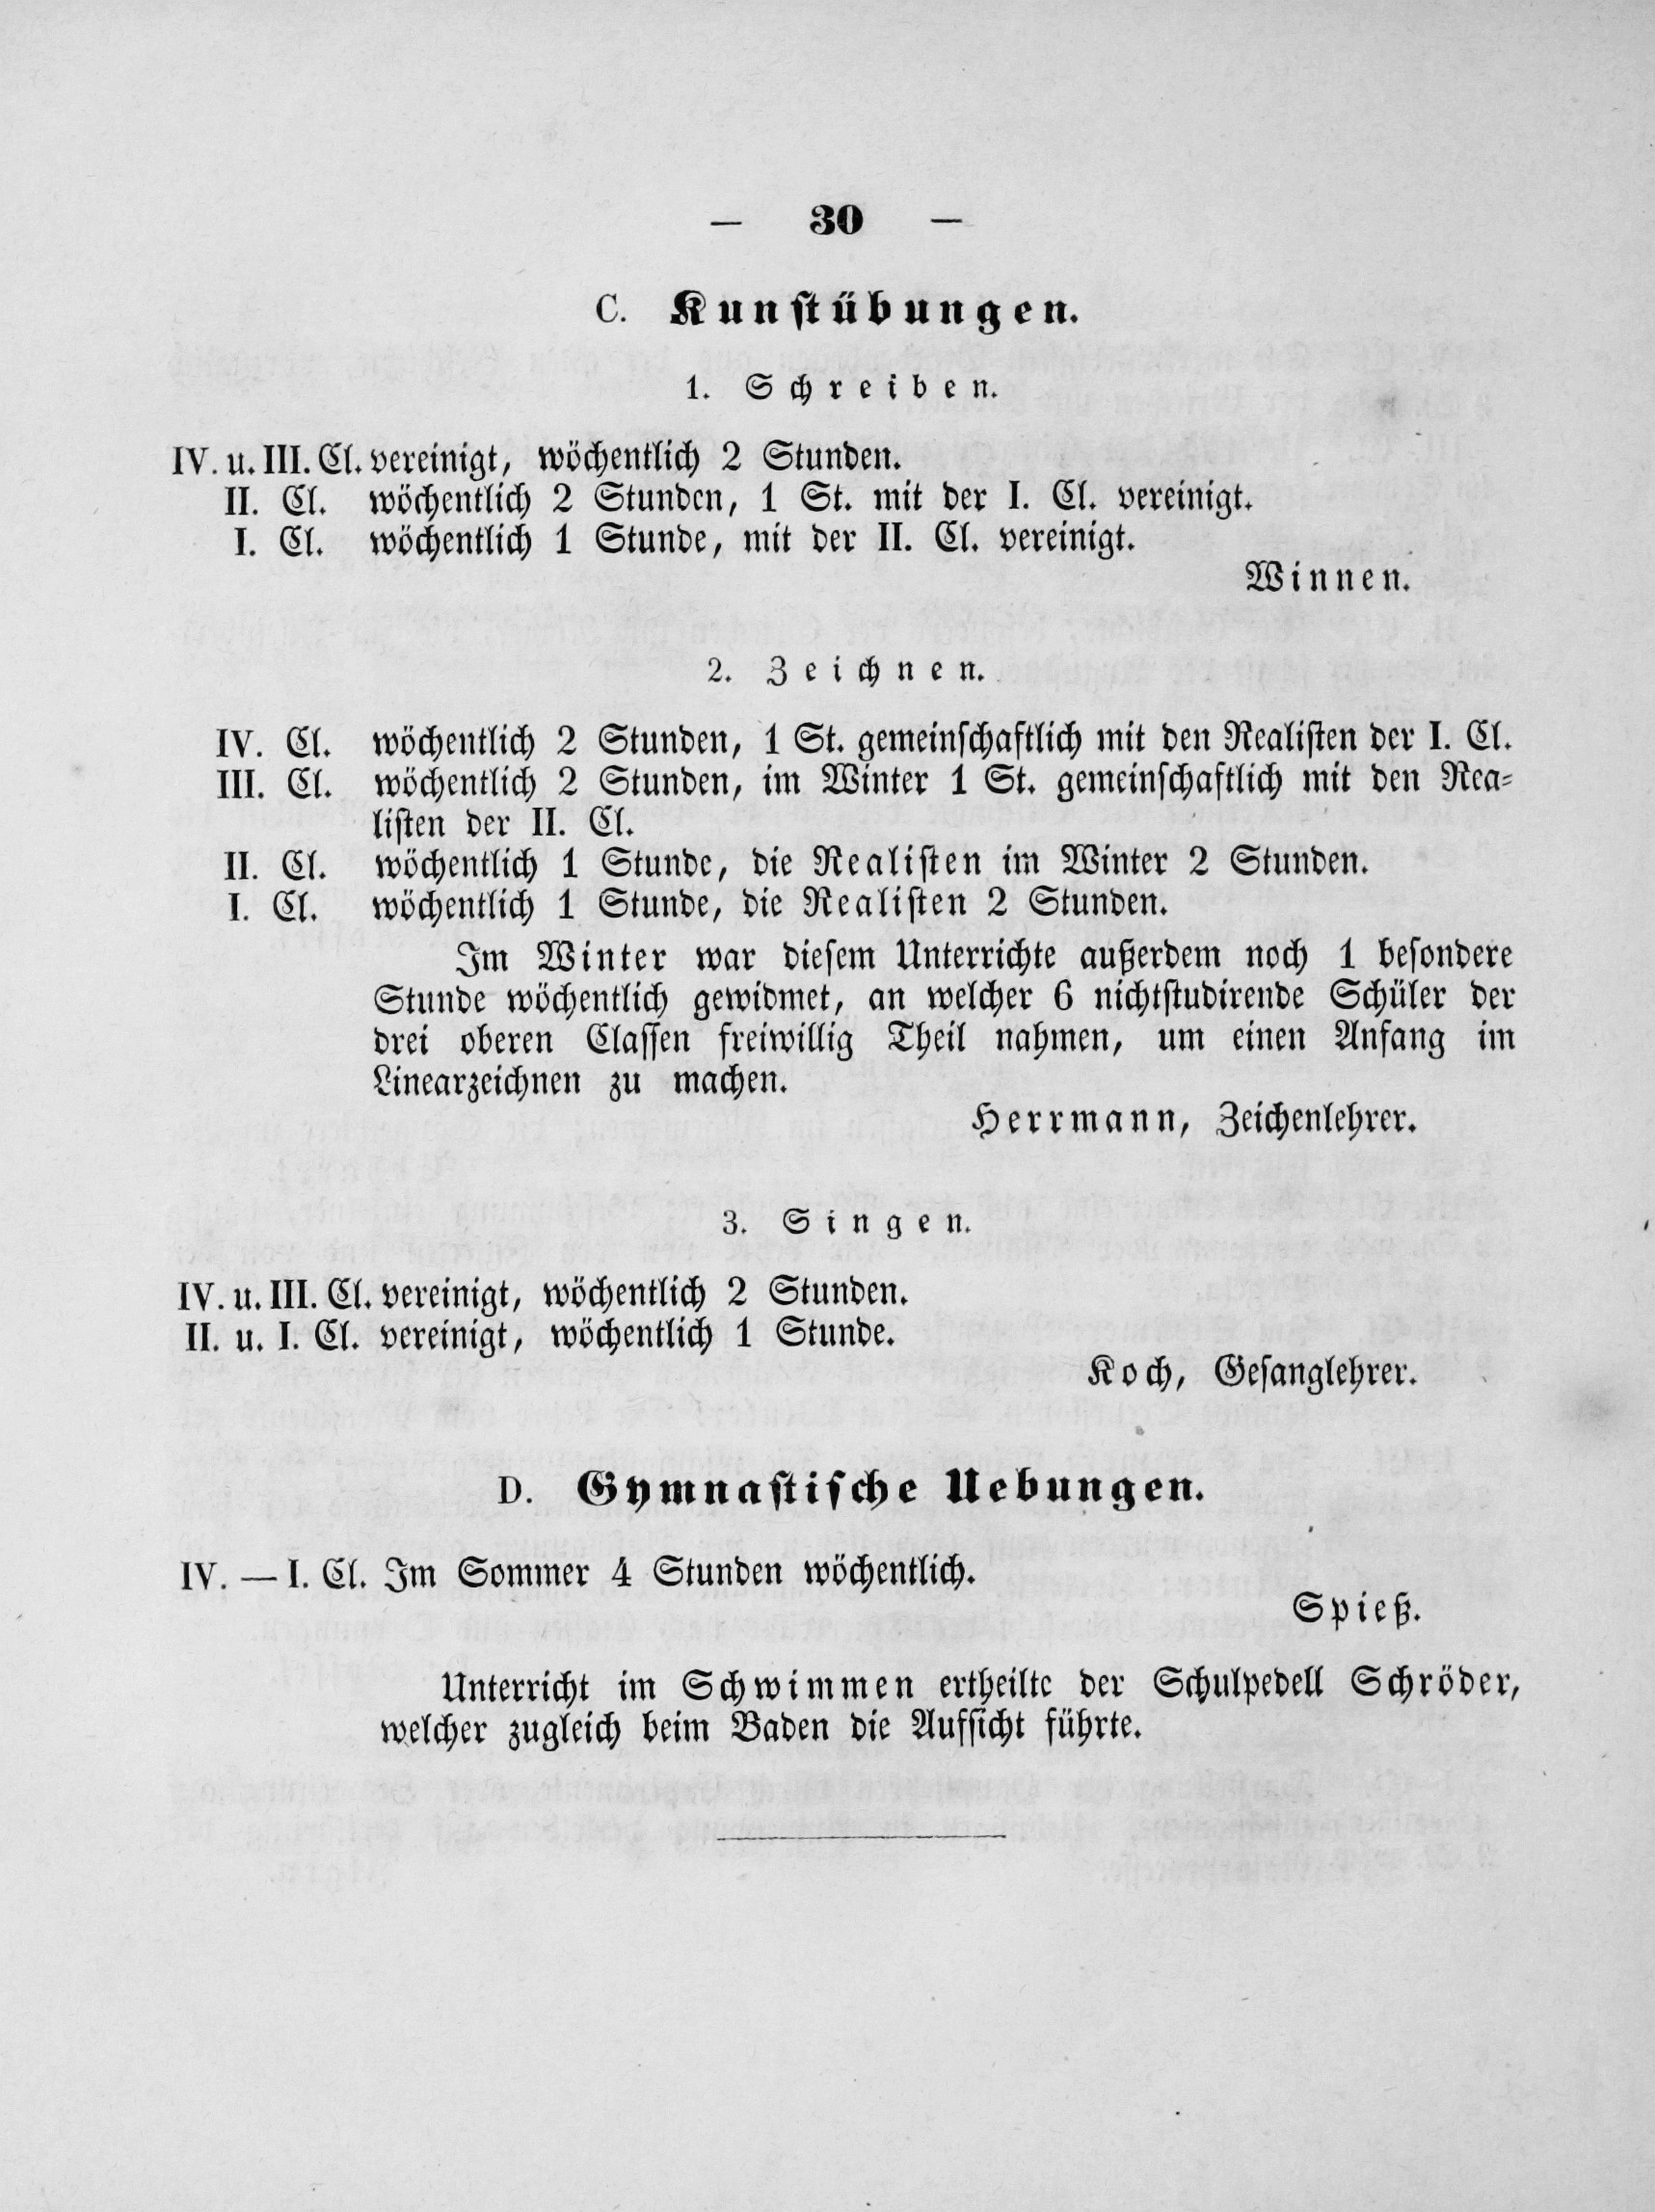 — 30 —
C. Kunstübungen.
1. Schreiben.
IV. u. III. Cl. vereinigt, wöchentlich 2 Stunden.
II. Cl. wöchentlich 2 Stunden, 1 St. mit der I. Cl. vereinigt.
I. Cl. wöchentlich 1 Stunde, mit der II. Cl. vereinigt.
Winnen.
2. Zeichnen.
IV. Cl. wöchentlich 2 Stunden, 1 St. gemeinschaftlich mit den Realisten der I. Cl.
III. Cl. wöchentlich 2 Stunden, im Winter 1 St. gemeinschaftlich mit den Rea-
listen der II. Cl.
II. Cl. wöchentlich 1 Stunde, die Realisten im Winter 2 Stunden.
I. Cl. wöchentlich 1 Stunde, die Realisten 2 Stunden.
Im Winter war diesem Unterrichte außerdem noch 1 besondere
Stunde wöchentlich gewidmet, an welcher 6 nichtstudirende Schüler der
drei oberen Classen freiwillig Theil nahmen, um einen Anfang im
Linearzeichnen zu machen.
Herrmann, Zeichenlehrer.
3. Singen.
IV. u. III. Cl. vereinigt, wöchentlich 2 Stunden.
II. u. I. Cl. vereinigt, wöchentlich 1 Stunde.
Koch, Gesanglehrer.
D. Gymnastische Uebungen.
IV. — I. Cl. Im Sommer 4 Stunden wöchentlich.
Spieß.
Unterricht im Schwimmen ertheilte der Schulpedell Schröder,
welcher zugleich beim Baden die Aufsicht führte.